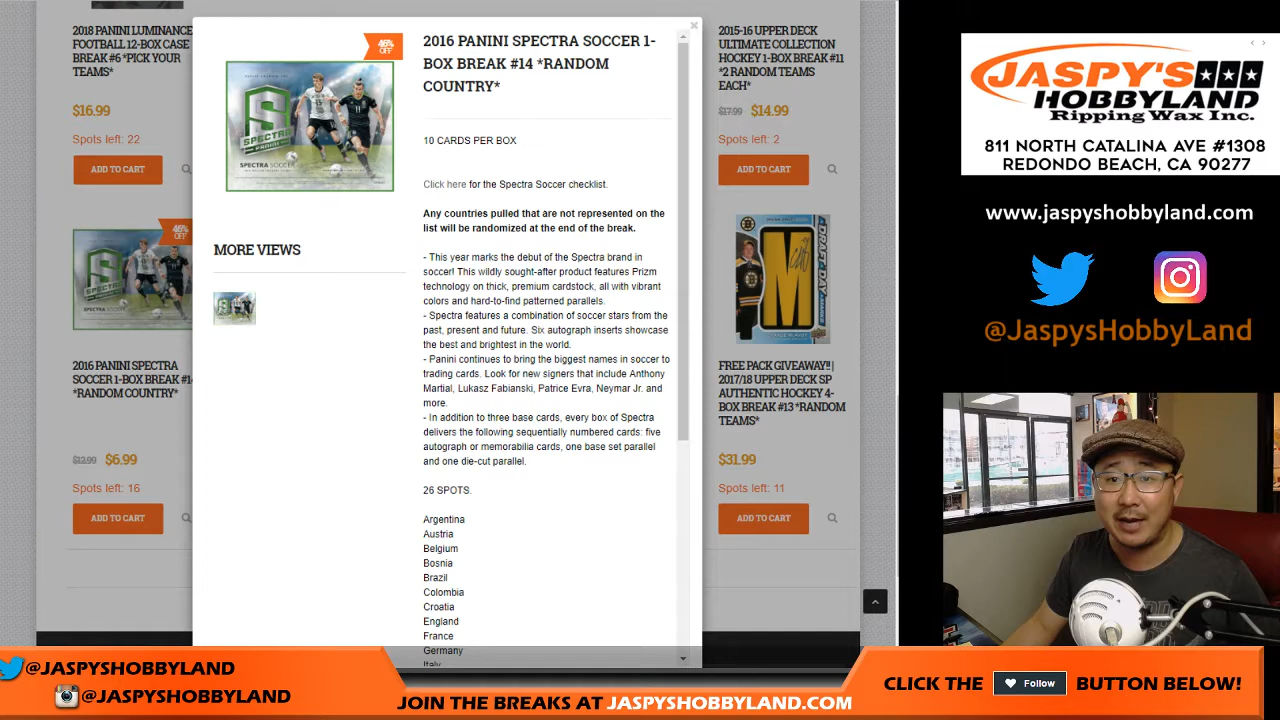 2018 PANINI LUMINANCE
FOOTBALL 12-BOX CASE
BREAK #6 *PICK YOUR
TEAMS*
$16.99
Spots left: 22
ADD TO CART
46%
OFF
2016 PANINI SPECTRA
SOCCER 1-BOX BREAK #14
*RANDOM COUNTRY*
$12.99 $6.99
Spots left: 16
ADD TO CART
46%
OFF
SPECTRA
PANINI
SPECTRA SOCCER
MORE VIEWS
2016 PANINI SPECTRA SOCCER 1-
BOX BREAK #14 *RANDOM
COUNTRY*
10 CARDS PER BOX
Click here for the Spectra Soccer checklist.
Any countries pulled that are not represented on the
list will be randomized at the end of the break.
- This year marks the debut of the Spectra brand in
soccer! This wildly sought-after product features Prizm
technology on thick, premium cardstock, all with vibrant
colors and hard-to-find patterned parallels.
- Spectra features a combination of soccer stars from the
past, present and future. Six autograph inserts showcase
the best and brightest in the world.
- Panini continues to bring the biggest names in soccer to
trading cards. Look for new signers that include Anthony
Martial, Lukasz Fabianski, Patrice Evra, Neymar Jr. and
more.
- In addition to three base cards, every box of Spectra
delivers the following sequentially numbered cards: five
autograph or memorabilia cards, one base set parallel
and one die-cut parallel.
26 SPOTS.
Argentina
Austria
Belgium
Bosnia
Brazil
Colombia
Croatia
England
France
Germany
Italy
2015-16 UPPER DECK
ULTIMATE COLLECTION
HOCKEY 1-BOX BREAK #11
*2 RANDOM TEAMS
EACH*
$17.99 $14.99
Spots left: 2
ADD TO CART
FREE PACK GIVEAWAY!! |
2017/18 UPPER DECK SP
AUTHENTIC HOCKEY 4-
BOX BREAK #13 *RANDOM
TEAMS*
$31.99
Spots left: 11
ADD TO CART
JASPY'S
HOBBYLAND
Ripping Wax Inc.
811 NORTH CATALINA AVE #1308
REDONDO BEACH, CA 90277
www.jaspyshobbyland.com
@JaspysHobbyLand
@JASPYSHOBBYLAND
@JASPYSHOBBYLAND
JOIN THE BREAKS AT JASPYSHOBBYLAND.COM
CLICK THE Follow BUTTON BELOW!